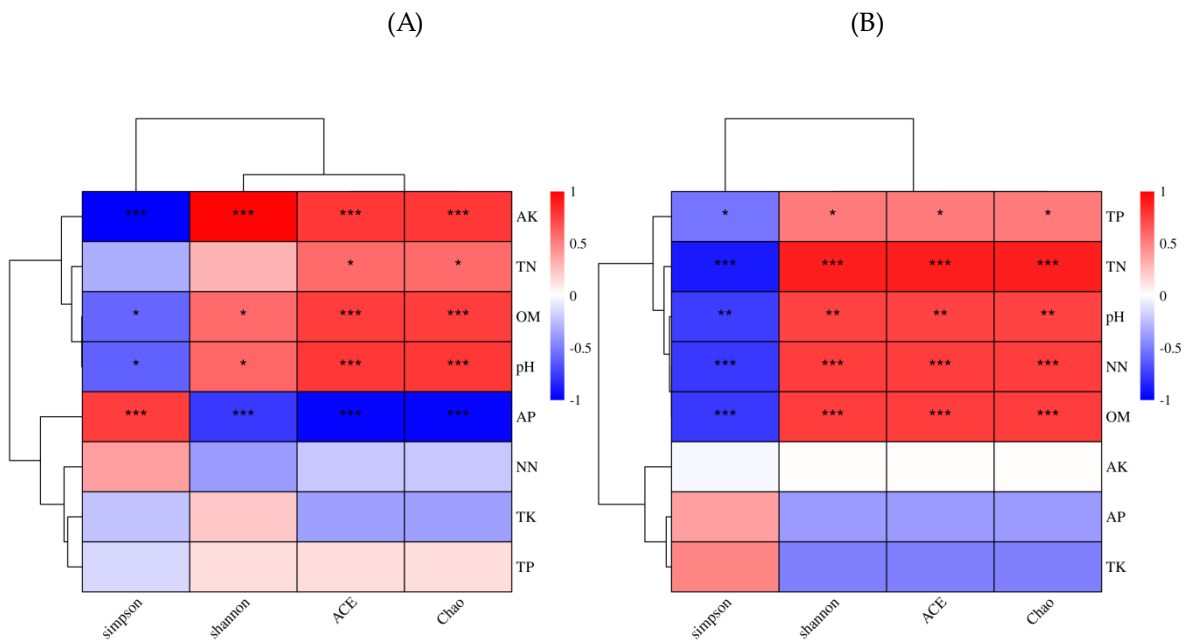 (A) (B)
*** *** *** *** AK
* * TN
* * *** *** OM
* * *** *** pH
*** *** *** *** AP
NN
TK
TP
simpson shannon ACE Chao
1
0.5
0
-0.5
-1
* * * * TP
*** *** *** *** TN
** ** ** ** pH
*** *** *** *** NN
*** *** *** *** OM
AK
AP
TK
simpson shannon ACE Chao
1
0.5
0
-0.5
-1